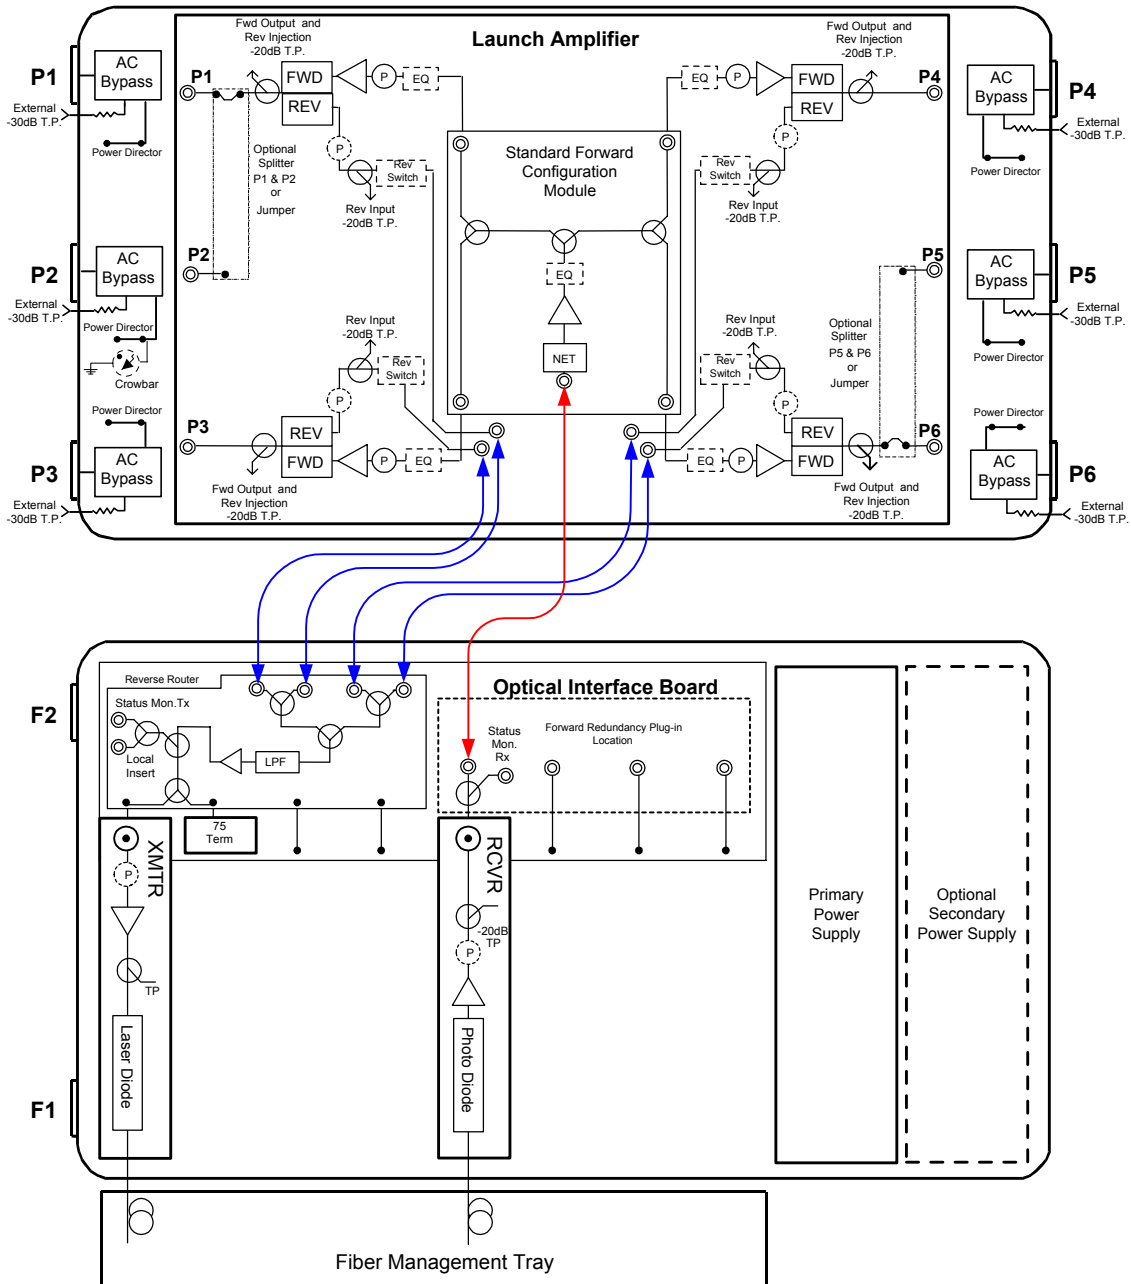 Launch Amplifier
P1
AC
Bypass
External
-30dB T.P.
Power Director
P1
Fwd Output and
Rev Injection
-20dB T.P.
FWD
REV
P
EQ
P
Rev
Switch
Rev Input
-20dB T.P.
Optional
Splitter
P1 & P2
or
Jumper
P2
Standard Forward
Configuration
Module
EQ
NET
Fwd Output and
Rev Injection
-20dB T.P.
EQ
P
FWD
REV
P
Rev
Switch
Rev Input
-20dB T.P.
P4
AC
Bypass
P4
External
-30dB T.P.
Power Director
P2
AC
Bypass
External
-30dB T.P.
Power Director
Crowbar
P5
AC
Bypass
P5
External
-30dB T.P.
Power Director
Optional
Splitter
P5 & P6
or
Jumper
Rev Input
-20dB T.P.
Rev
Switch
P
P3
REV
FWD
P
EQ
Fwd Output and
Rev Injection
-20dB T.P.
Rev Input
-20dB T.P.
Rev
Switch
P
EQ
P
REV
FWD
P6
Fwd Output and
Rev Injection
-20dB T.P.
Power Director
P3
AC
Bypass
External
-30dB T.P.
Power Director
AC
Bypass
P6
External
-30dB T.P.
F2
Reverse Router
Status Mon.Tx
Local
Insert
LPF
Optical Interface Board
Status
Mon.
Rx
Forward Redundancy Plug-in
Location
75
Term
XMTR
P
TP
Laser Diode
RCVR
-20dB
TP
P
Photo Diode
Primary
Power
Supply
Optional
Secondary
Power Supply
F1
Fiber Management Tray